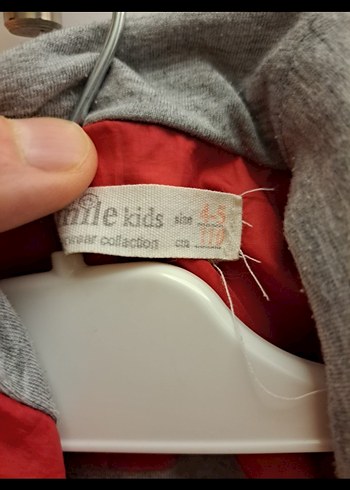 mile kids size 4-5
wear collection cm 110